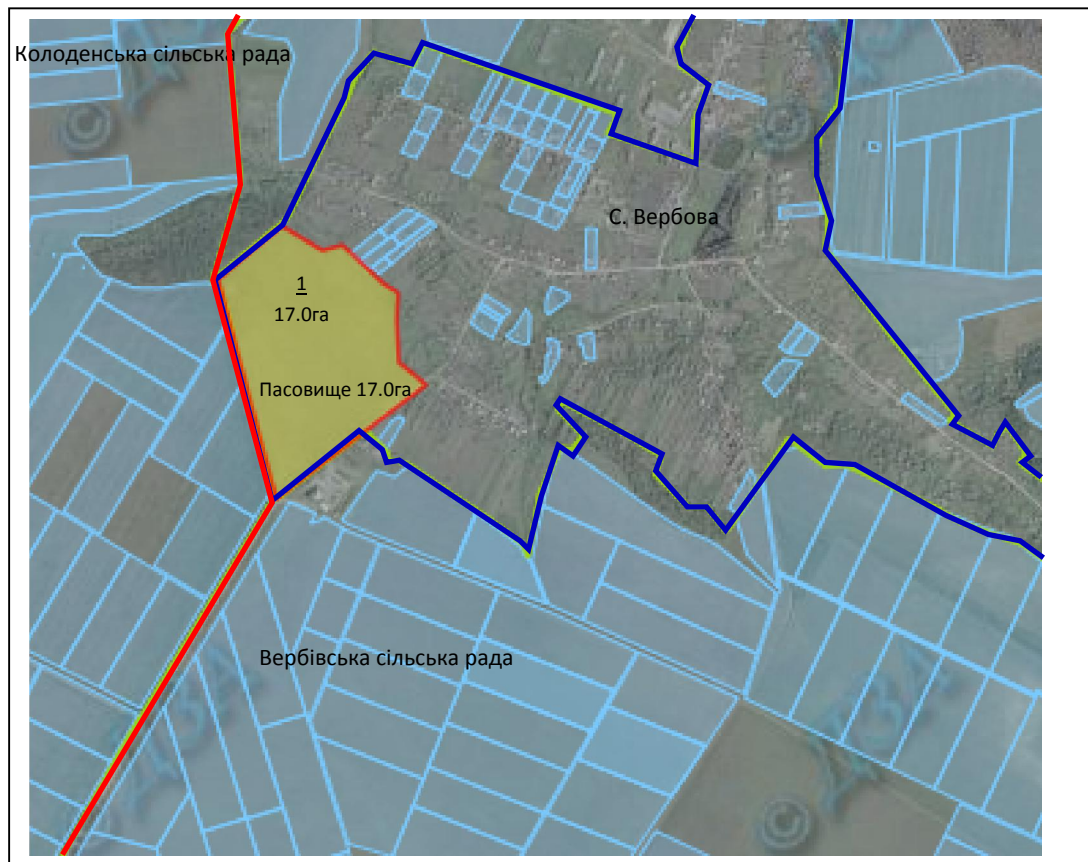 Колоденська сільська рада
С. Вербова
1
17.0га
Пасовище 17.0га
Вербівська сільська рада